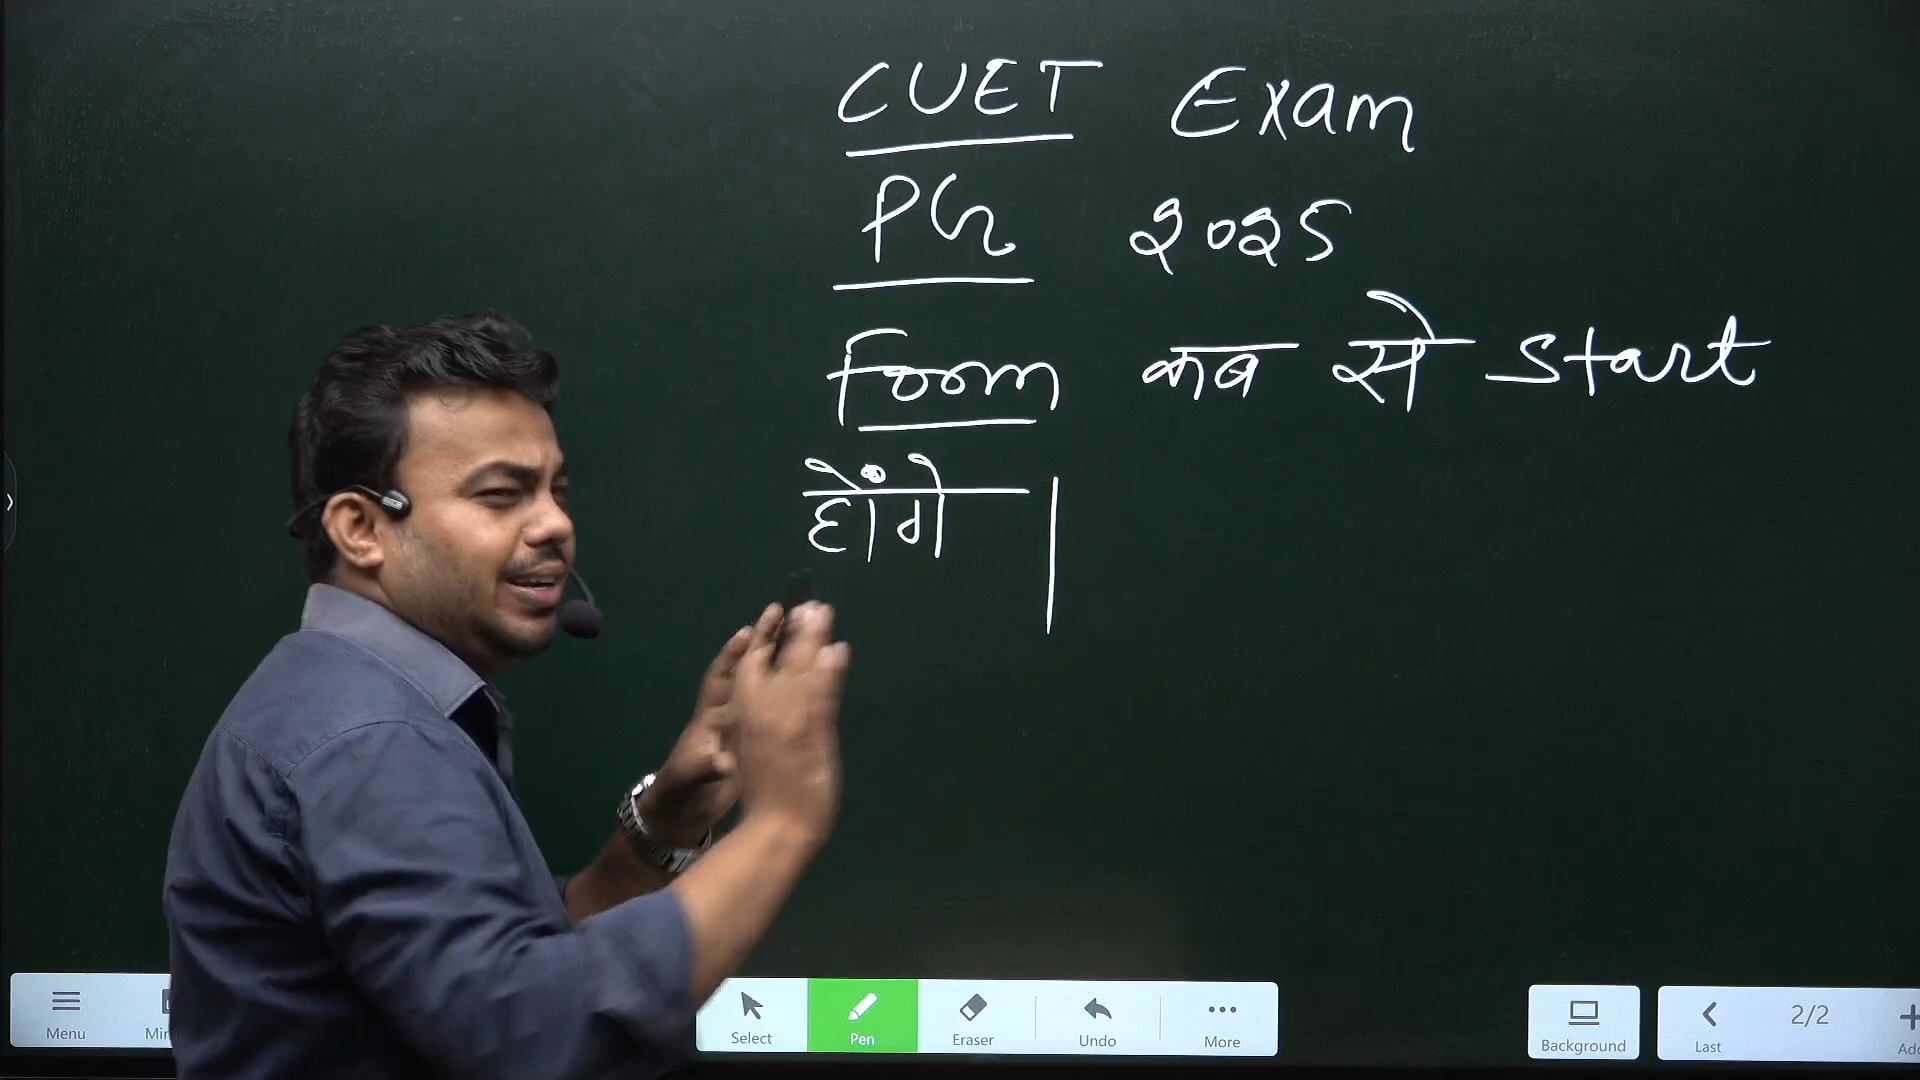 CUET Exam
PG 2025
Form कब से Start
होंगे |
Menu
Select Pen Eraser Undo More
Background
Last 2/2